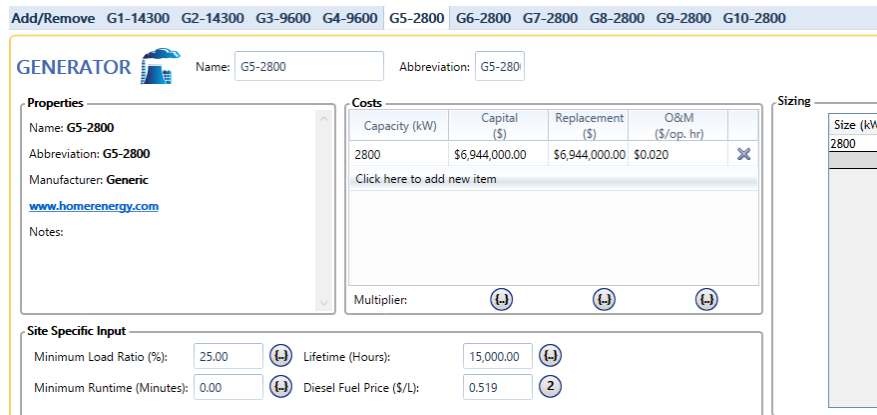 Add/Remove G1-14300 G2-14300 G3-9600 G4-9600 G5-2800 G6-2800 G7-2800 G8-2800 G9-2800 G10-2800
GENERATOR Name: G5-2800 Abbreviation: G5-280
Properties
Name: G5-2800
Abbreviation: G5-2800
Manufacturer: Generic
www.homerenergy.com
Notes:
Costs
Capacity (kW) Capital ($) Replacement ($) O&M ($/op. hr)
2800 $6,944,000.00 $6,944,000.00 $0.020
Click here to add new item
Multiplier: {..} {..} {..}
Sizing
Size (kW
2800
Site Specific Input
Minimum Load Ratio (%): 25.00 {..} Lifetime (Hours): 15,000.00 {..}
Minimum Runtime (Minutes): 0.00 {..} Diesel Fuel Price ($/L): 0.519 2